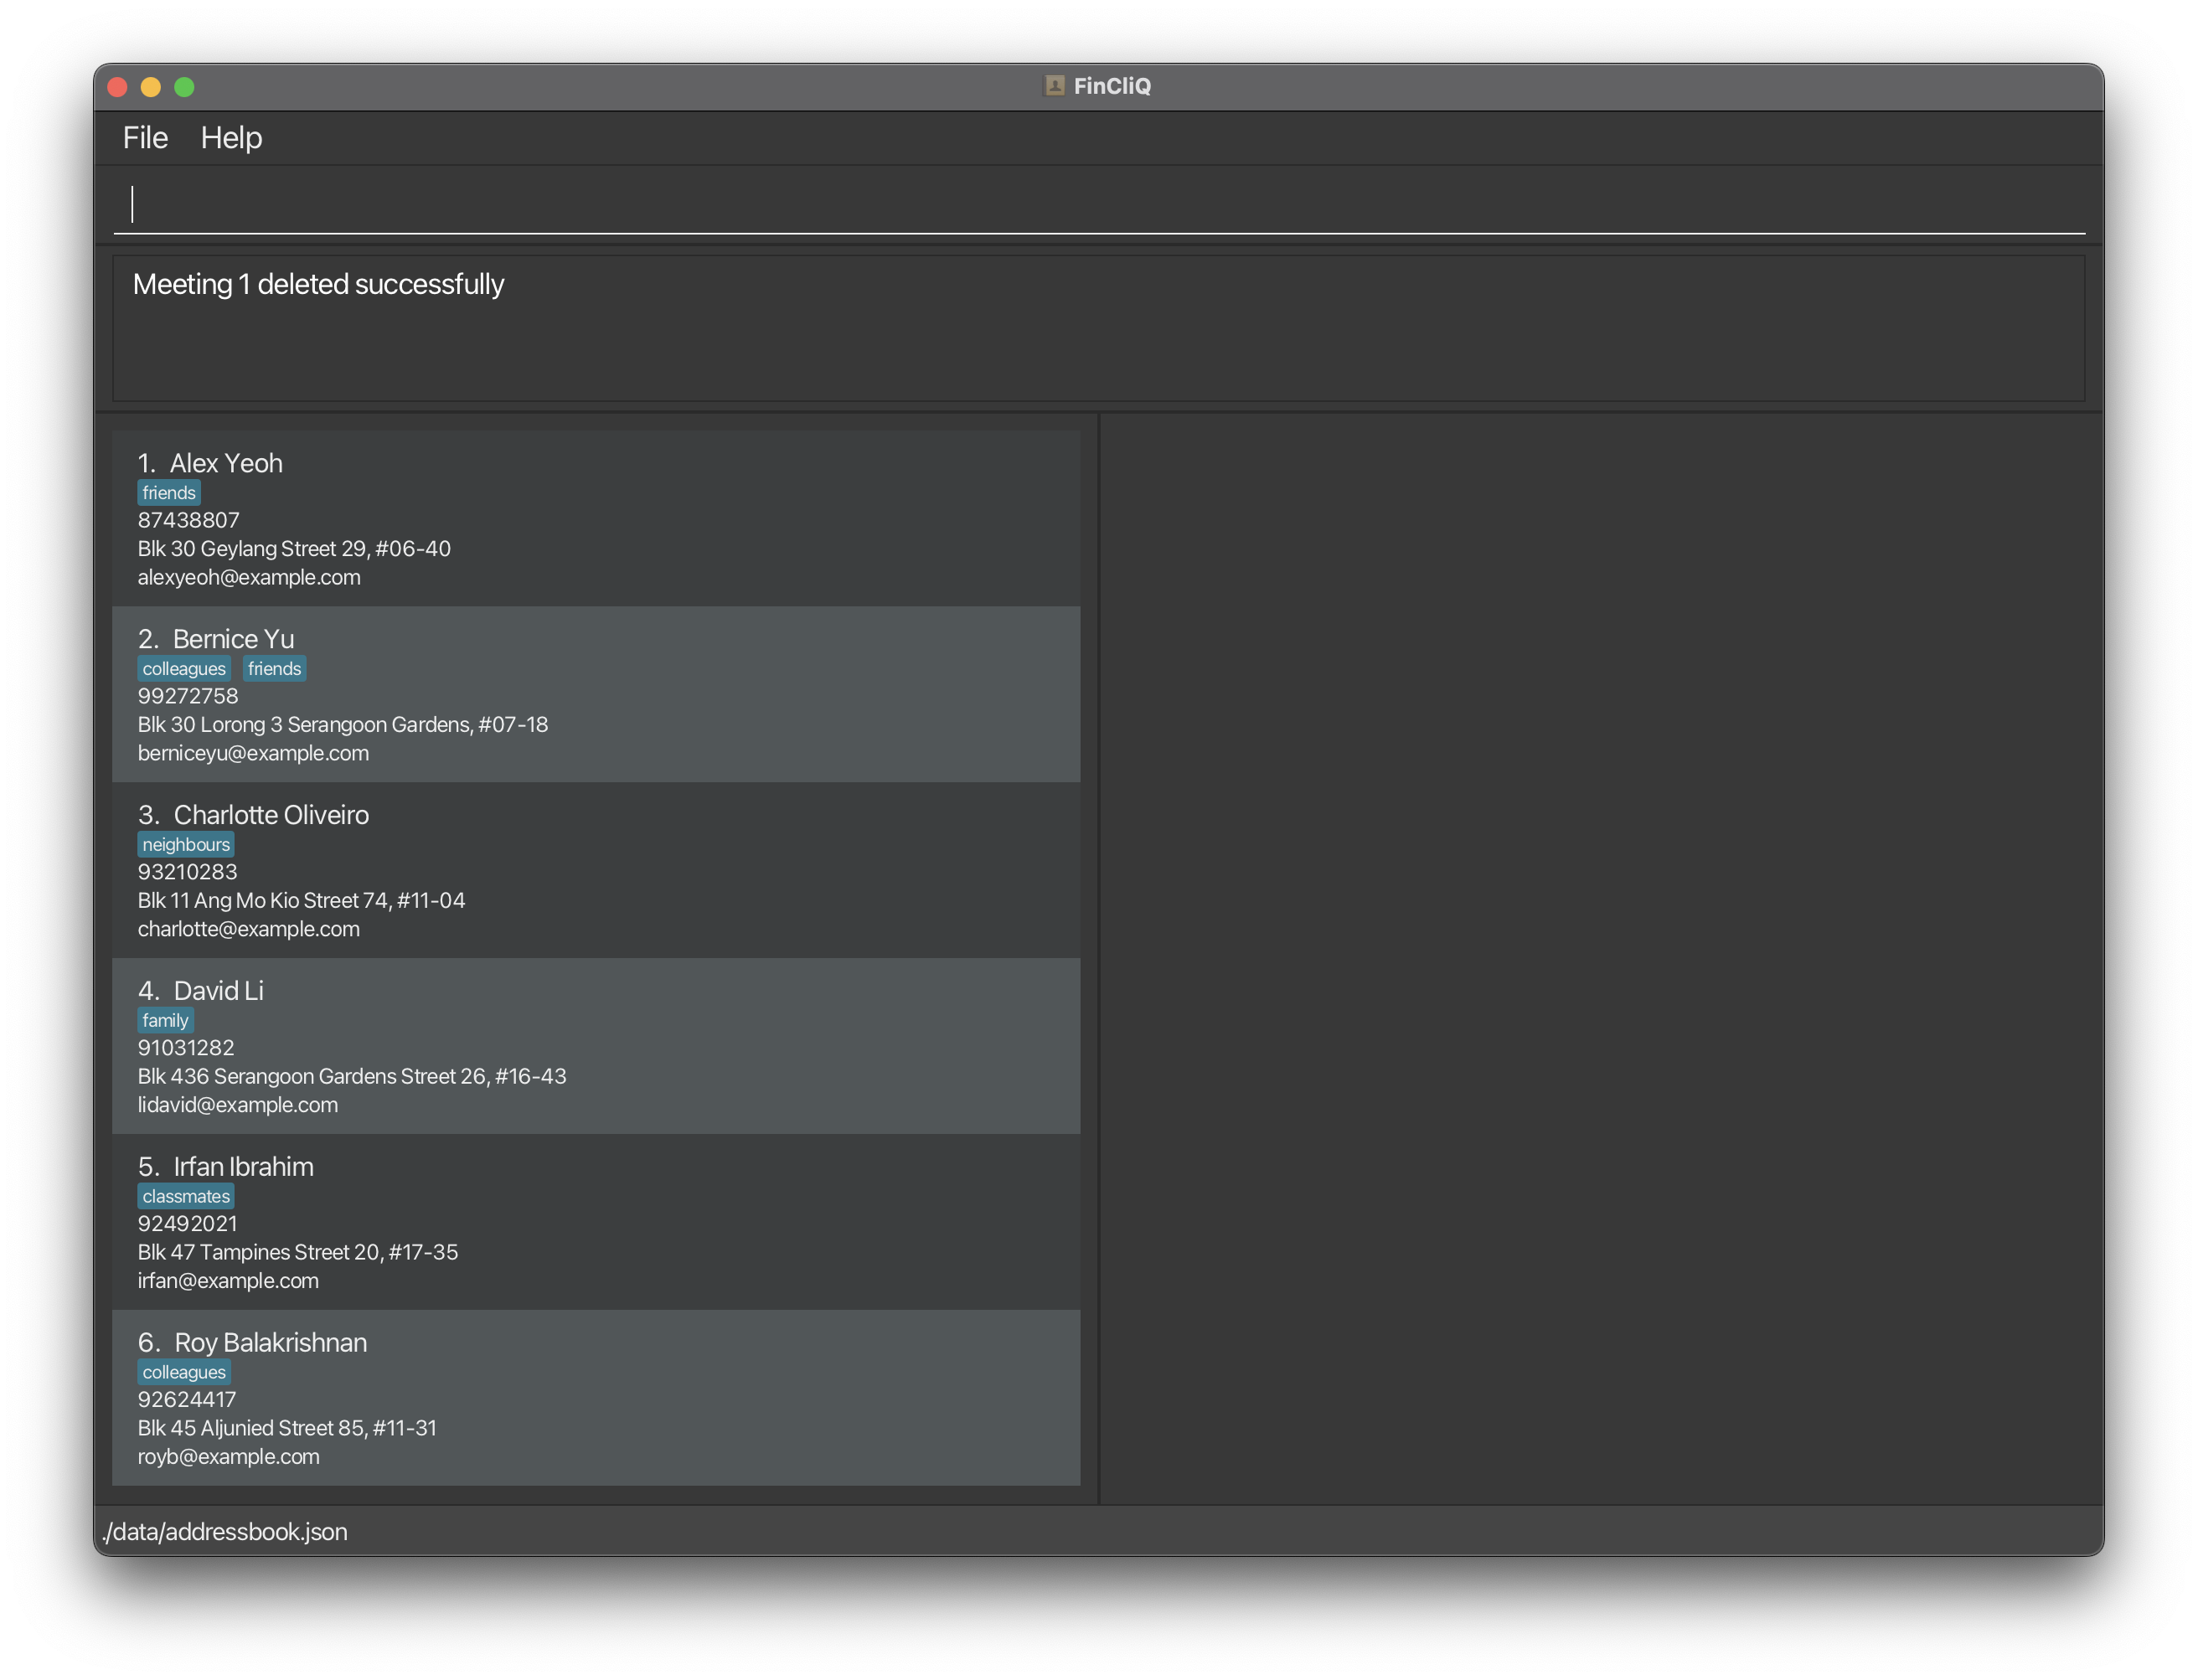 FinCliQ
File Help
Meeting 1 deleted successfully
1. Alex Yeoh
friends
87438807
Blk 30 Geylang Street 29, #06-40
alexyeoh@example.com
2. Bernice Yu
colleagues friends
99272758
Blk 30 Lorong 3 Serangoon Gardens, #07-18
berniceyu@example.com
3. Charlotte Oliveiro
neighbours
93210283
Blk 11 Ang Mo Kio Street 74, #11-04
charlotte@example.com
4. David Li
family
91031282
Blk 436 Serangoon Gardens Street 26, #16-43
lidavid@example.com
5. Irfan Ibrahim
classmates
92492021
Blk 47 Tampines Street 20, #17-35
irfan@example.com
6. Roy Balakrishnan
colleagues
92624417
Blk 45 Aljunied Street 85, #11-31
royb@example.com
./data/addressbook.json